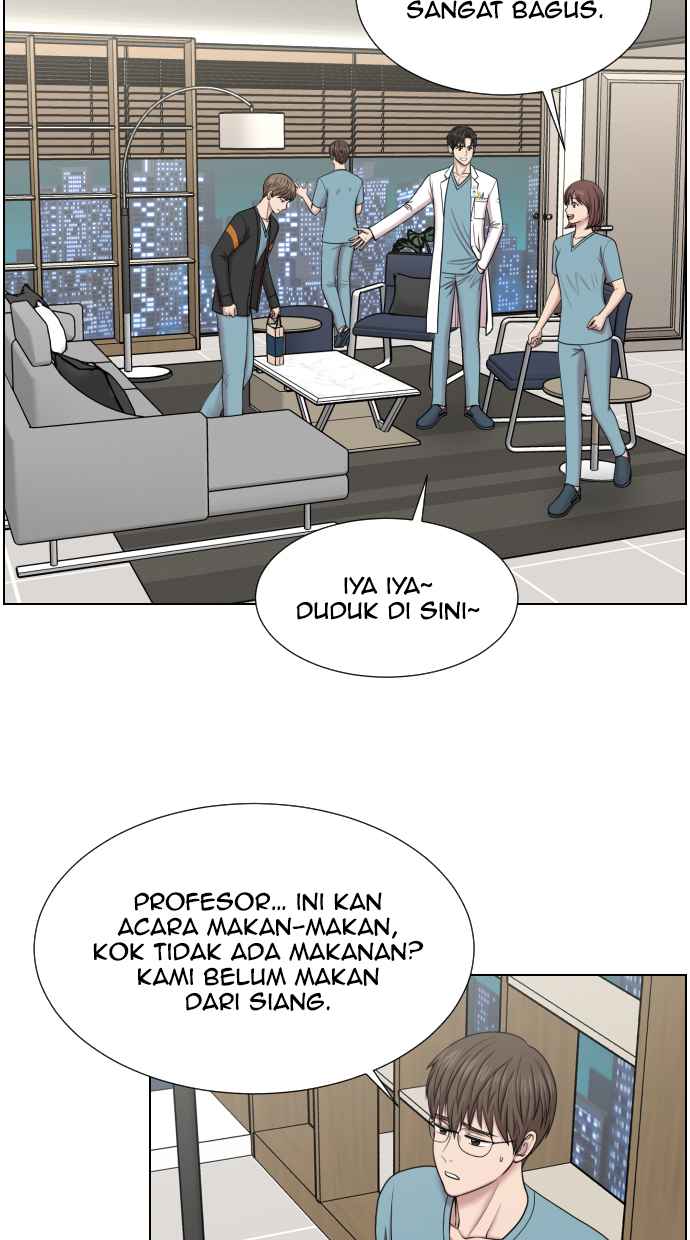 SANGAT BAGUS.
IYA IYA~
DUDUK DI SINI~
PROFESOR... INI KAN
ACARA MAKAN-MAKAN,
KOK TIDAK ADA MAKANAN?
KAMI BELUM MAKAN
DARI SIANG.